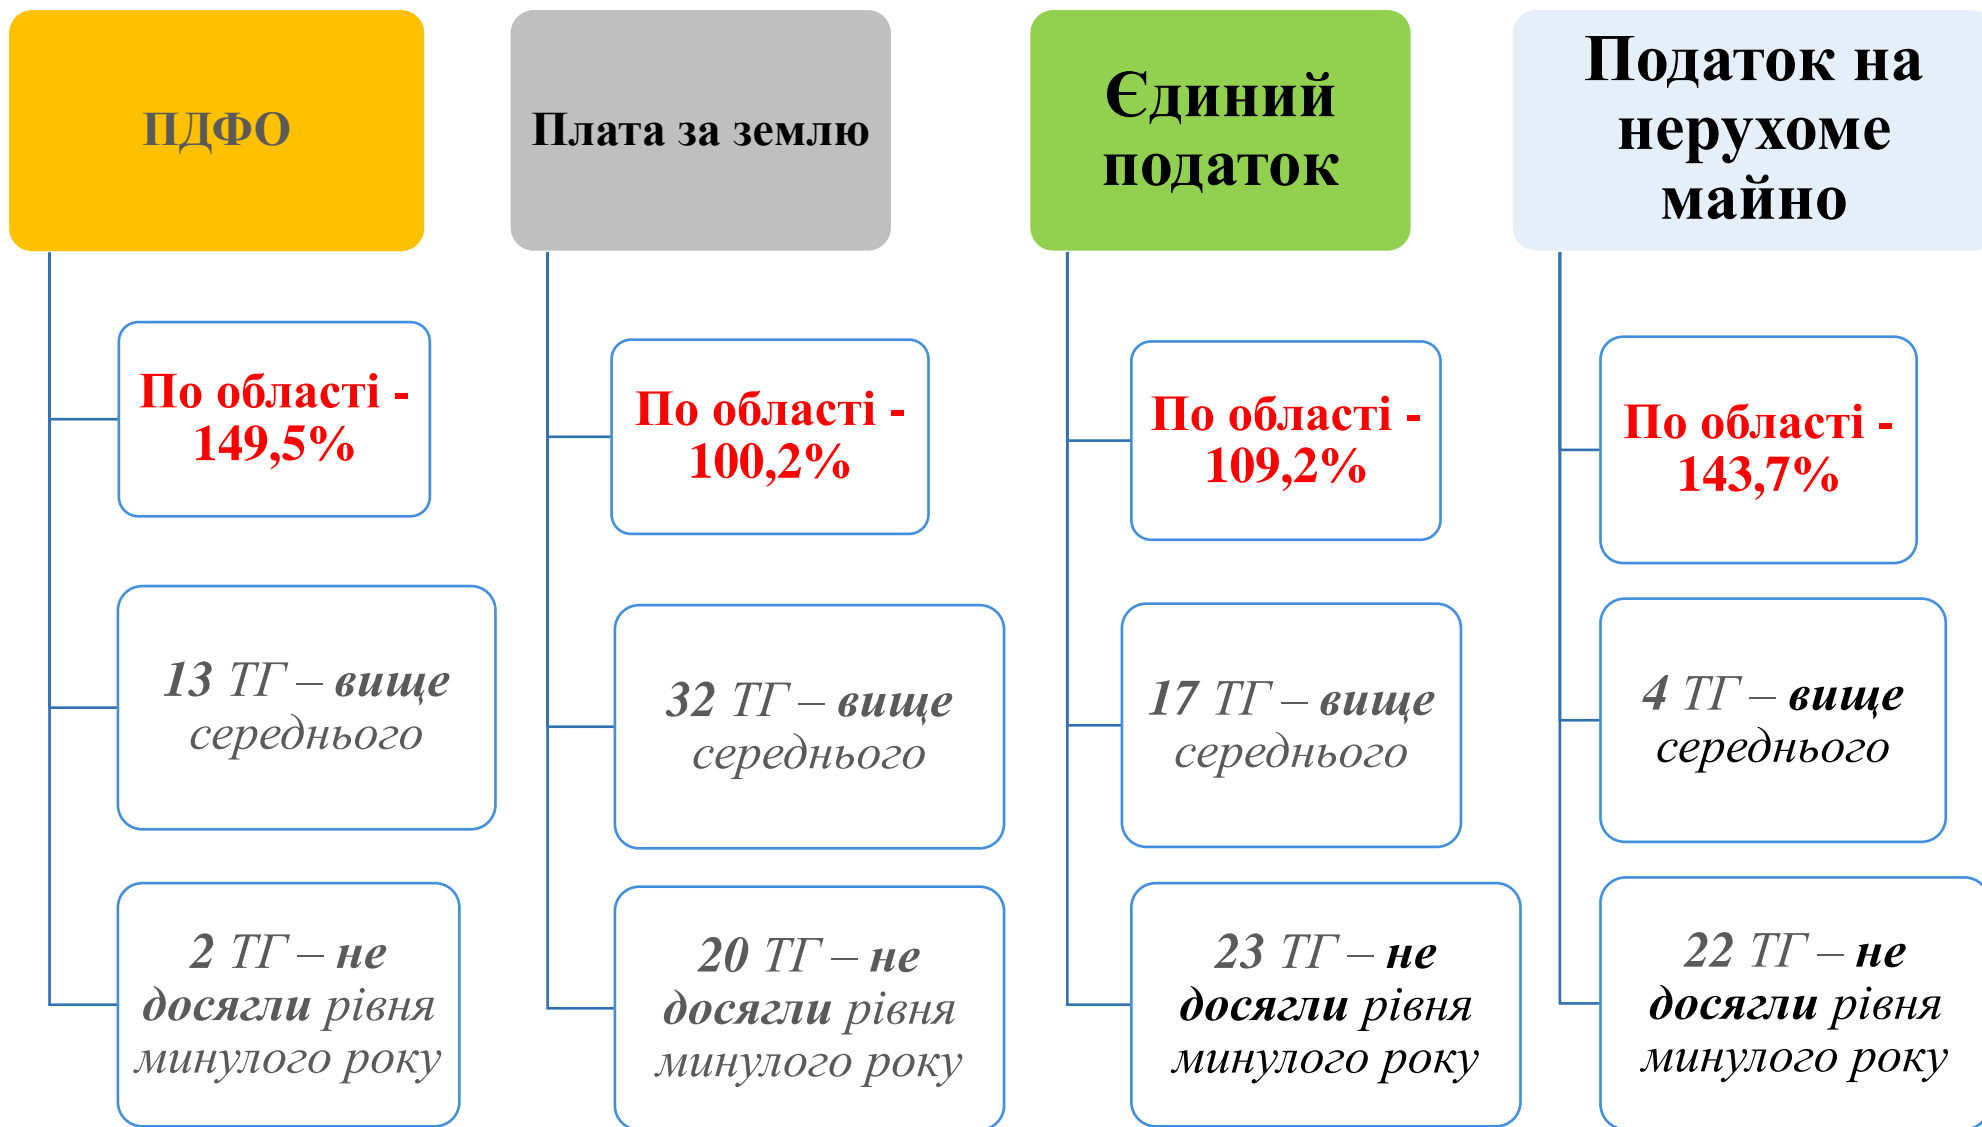 ПДФО
По області -
149,5%
13 ТГ – вище
середнього
2 ТГ – не
досягли рівня
минулого року
Плата за землю
По області -
100,2%
32 ТГ – вище
середнього
20 ТГ – не
досягли рівня
минулого року
Єдиний
податок
По області -
109,2%
17 ТГ – вище
середнього
23 ТГ – не
досягли рівня
минулого року
Податок на
нерухоме
майно
По області -
143,7%
4 ТГ – вище
середнього
22 ТГ – не
досягли рівня
минулого року